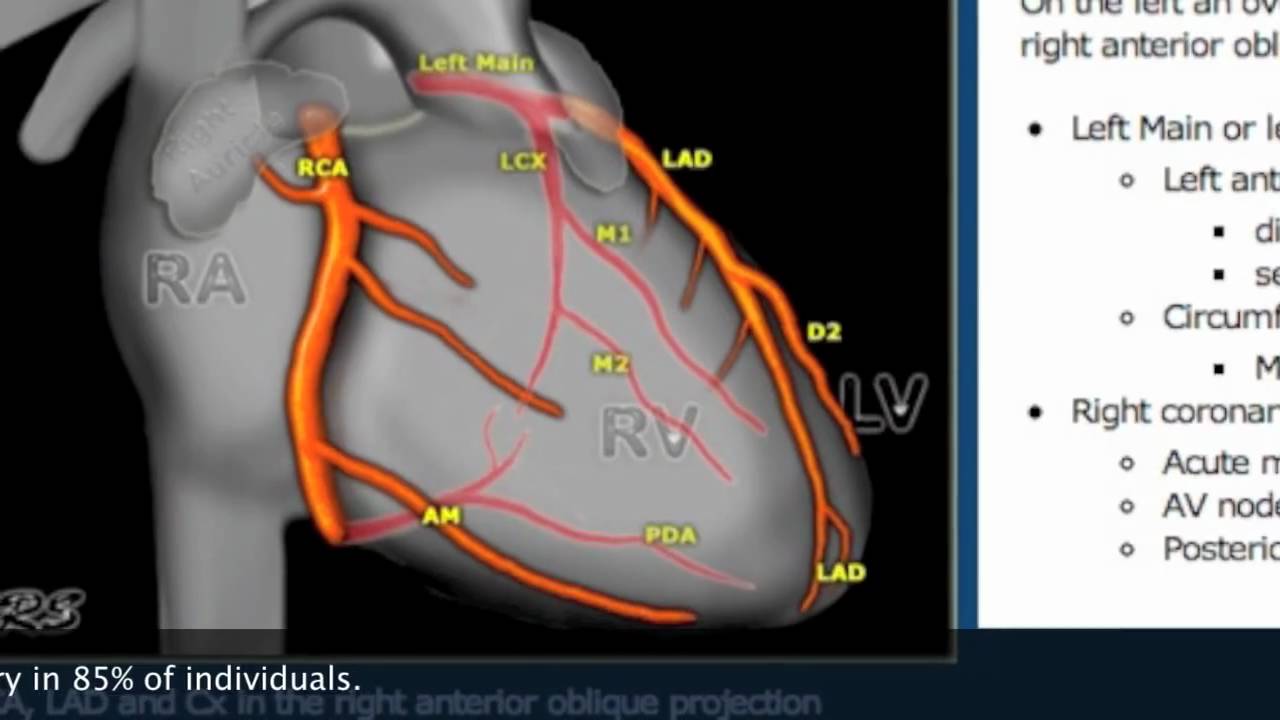 Left Main
LCX
LAD
RCA
Right
M1
RA
D2
M2
LV
RV
AM
PDA
LAD
RS
On the left an ov
right anterior obl
• Left Main or le
Left ant
di
se
Circumf
M
• Right coronar
Acute m
AV node
Posterio
ry in 85% of individuals.
A, LAD and Cx in the right anterior oblique projection